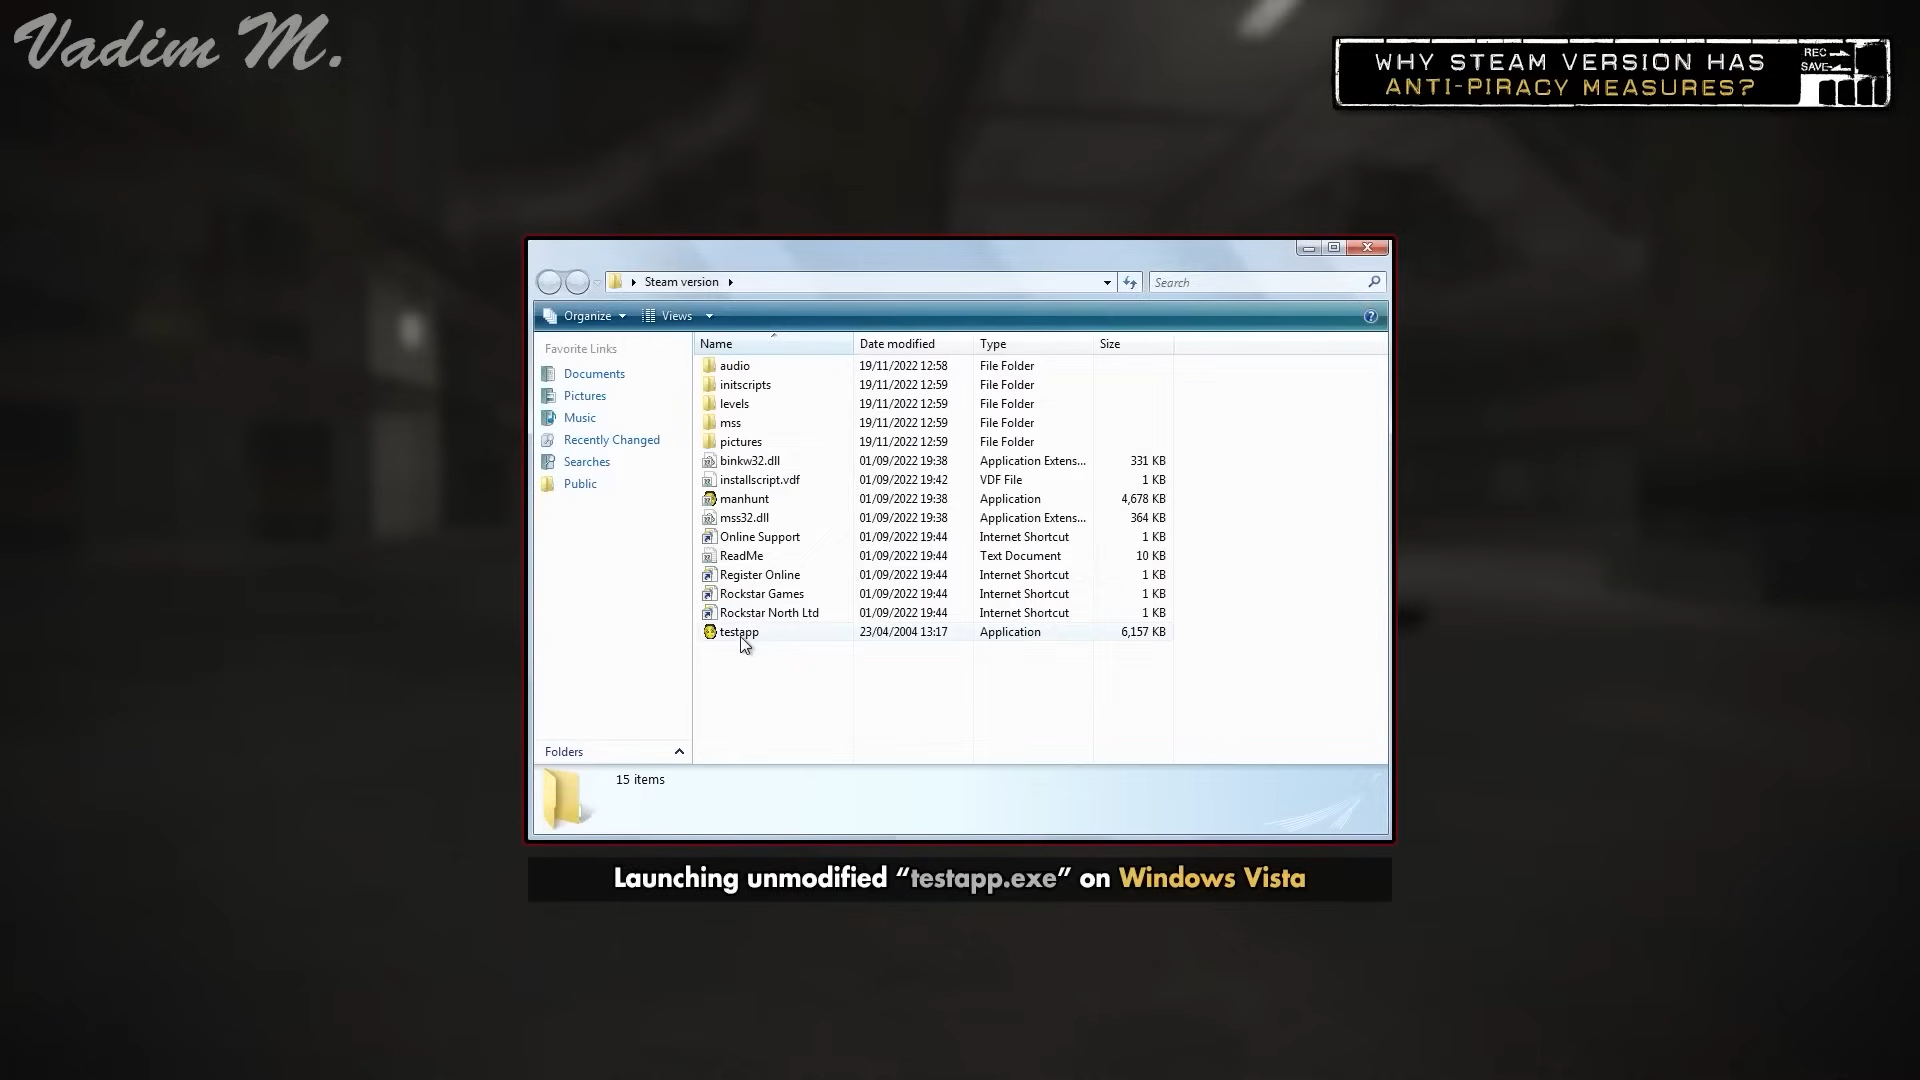 Vadim M.
WHY STEAM VERSION HAS
ANTI-PIRACY MEASURES?
REC
SAVE
Steam version
Search
Organize Views
Favorite Links
Documents
Pictures
Music
Recently Changed
Searches
Public
Folders
Name Date modified Type Size
audio 19/11/2022 12:58 File Folder
initscripts 19/11/2022 12:59 File Folder
levels 19/11/2022 12:59 File Folder
mss 19/11/2022 12:59 File Folder
pictures 19/11/2022 12:59 File Folder
binkw32.dll 01/09/2022 19:38 Application Extens... 331 KB
installscript.vdf 01/09/2022 19:42 VDF File 1 KB
manhunt 01/09/2022 19:38 Application 4,678 KB
mss32.dll 01/09/2022 19:38 Application Extens... 364 KB
Online Support 01/09/2022 19:44 Internet Shortcut 1 KB
ReadMe 01/09/2022 19:44 Text Document 10 KB
Register Online 01/09/2022 19:44 Internet Shortcut 1 KB
Rockstar Games 01/09/2022 19:44 Internet Shortcut 1 KB
Rockstar North Ltd 01/09/2022 19:44 Internet Shortcut 1 KB
testapp 23/04/2004 13:17 Application 6,157 KB
15 items
Launching unmodified “testapp.exe” on Windows Vista